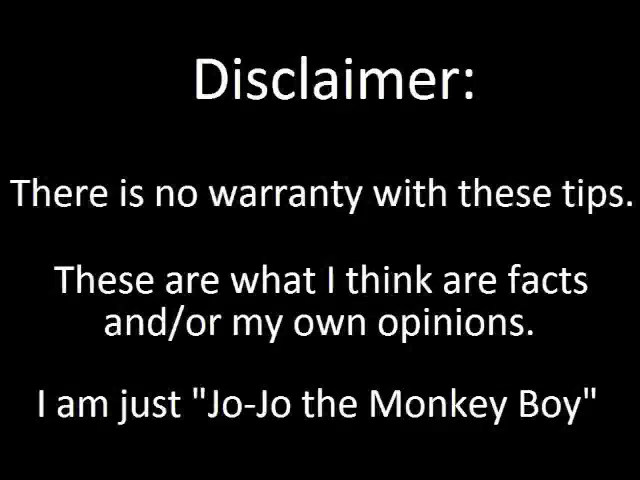 Disclaimer:
There is no warranty with these tips.
These are what I think are facts
and/or my own opinions.
I am just "Jo-Jo the Monkey Boy"